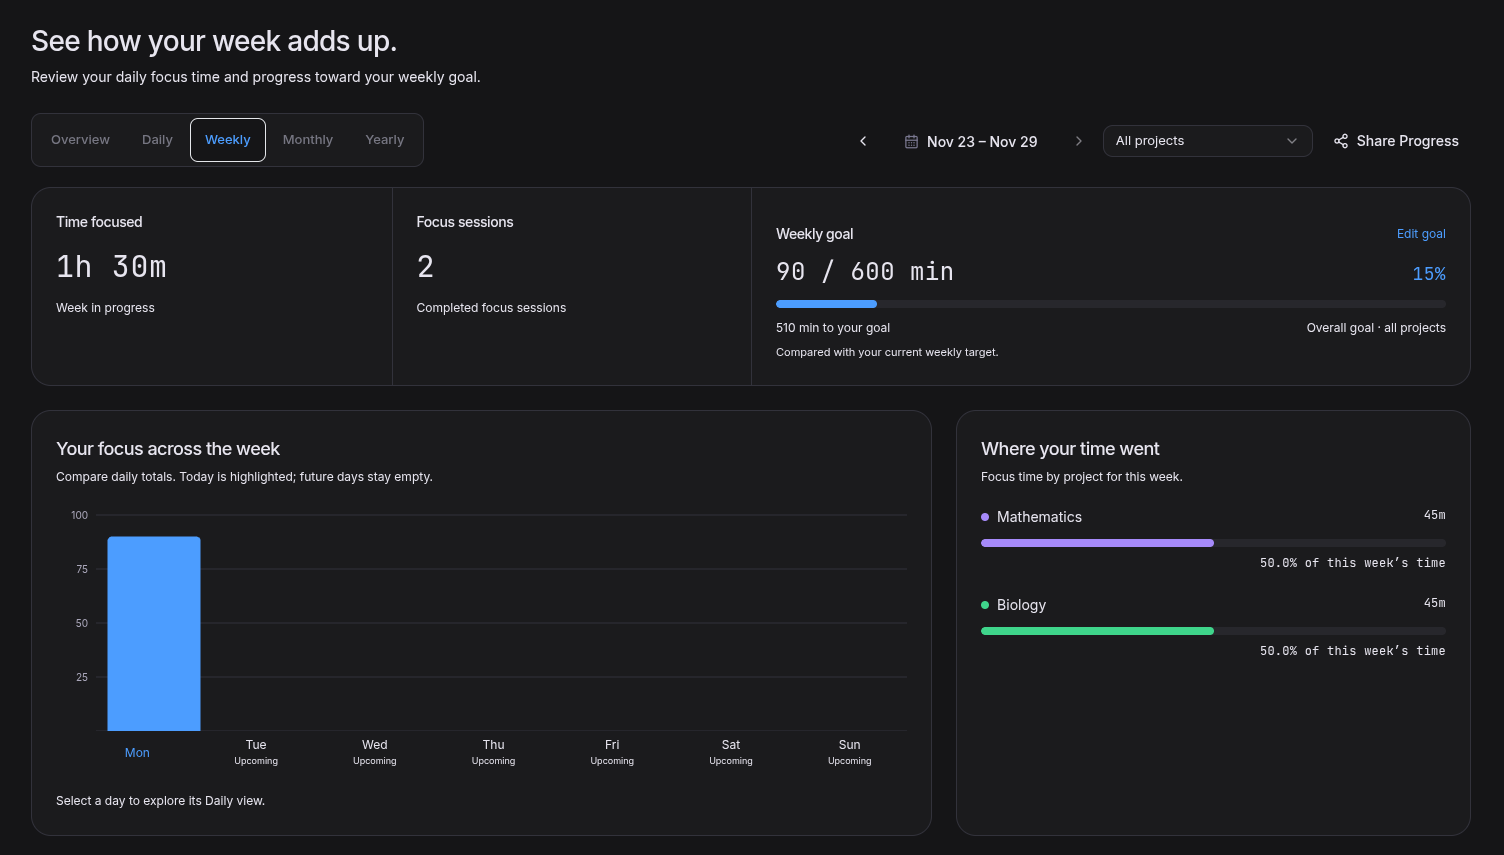 See how your week adds up.
Review your daily focus time and progress toward your weekly goal.
Overview Daily Weekly Monthly Yearly
Nov 23 – Nov 29
All projects
Share Progress
Time focused
1h 30m
Week in progress
Focus sessions
2
Completed focus sessions
Weekly goal
Edit goal
90 / 600 min
15%
510 min to your goal
Overall goal · all projects
Compared with your current weekly target.
Your focus across the week
Compare daily totals. Today is highlighted; future days stay empty.
100
75
50
25
Mon
Tue
Upcoming
Wed
Upcoming
Thu
Upcoming
Fri
Upcoming
Sat
Upcoming
Sun
Upcoming
Select a day to explore its Daily view.
Where your time went
Focus time by project for this week.
Mathematics
45m
50.0% of this week’s time
Biology
45m
50.0% of this week’s time